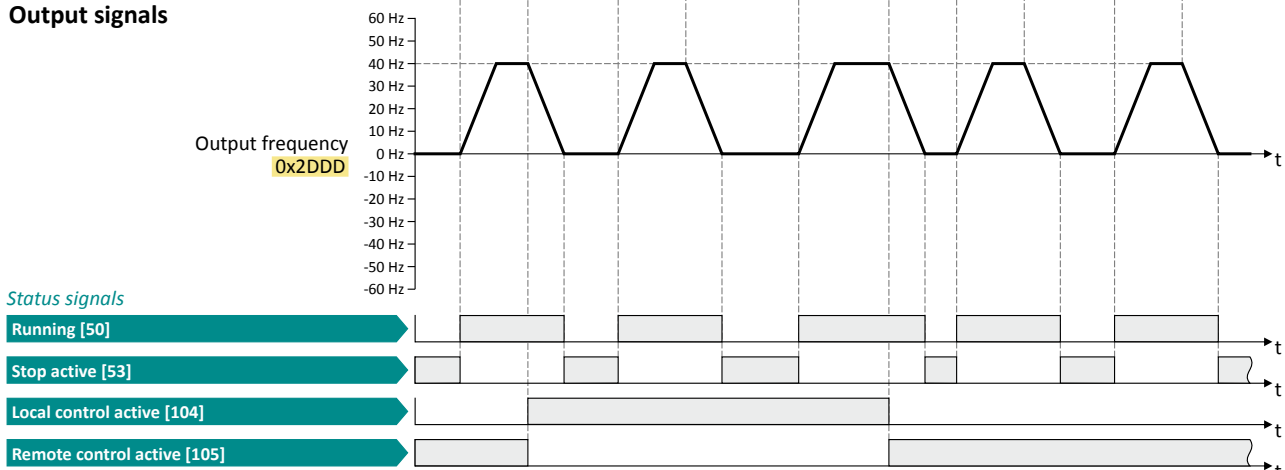 Output signals
60 Hz
50 Hz
40 Hz
30 Hz
20 Hz
10 Hz
Output frequency
0 Hz
0x2DDD
t
-10 Hz
-20 Hz
-30 Hz
-40 Hz
-50 Hz
-60 Hz
Status signals
Running [50]
t
Stop active [53]
t
Local control active [104]
t
Remote control active [105]
t